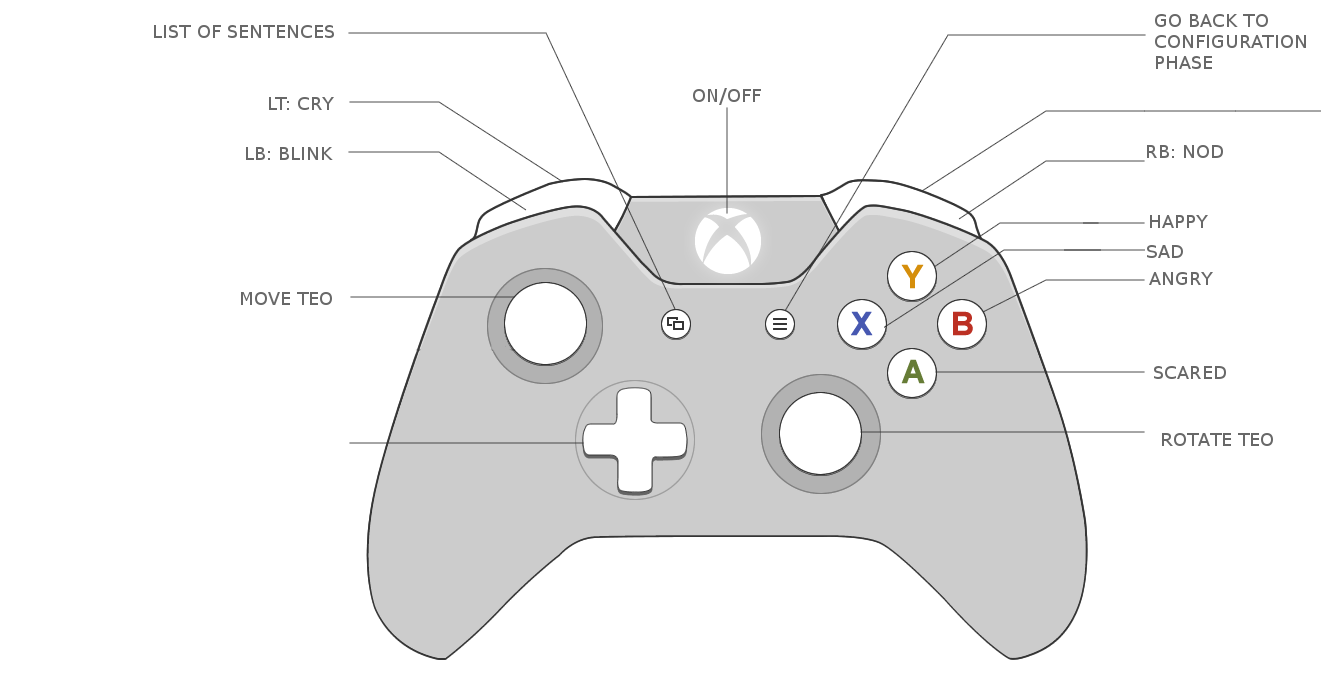 LIST OF SENTENCES
GO BACK TO
CONFIGURATION
PHASE
LT: CRY
ON/OFF
LB: BLINK
RB: NOD
HAPPY
SAD
ANGRY
MOVE TEO
Y
X
B
A
SCARED
ROTATE TEO